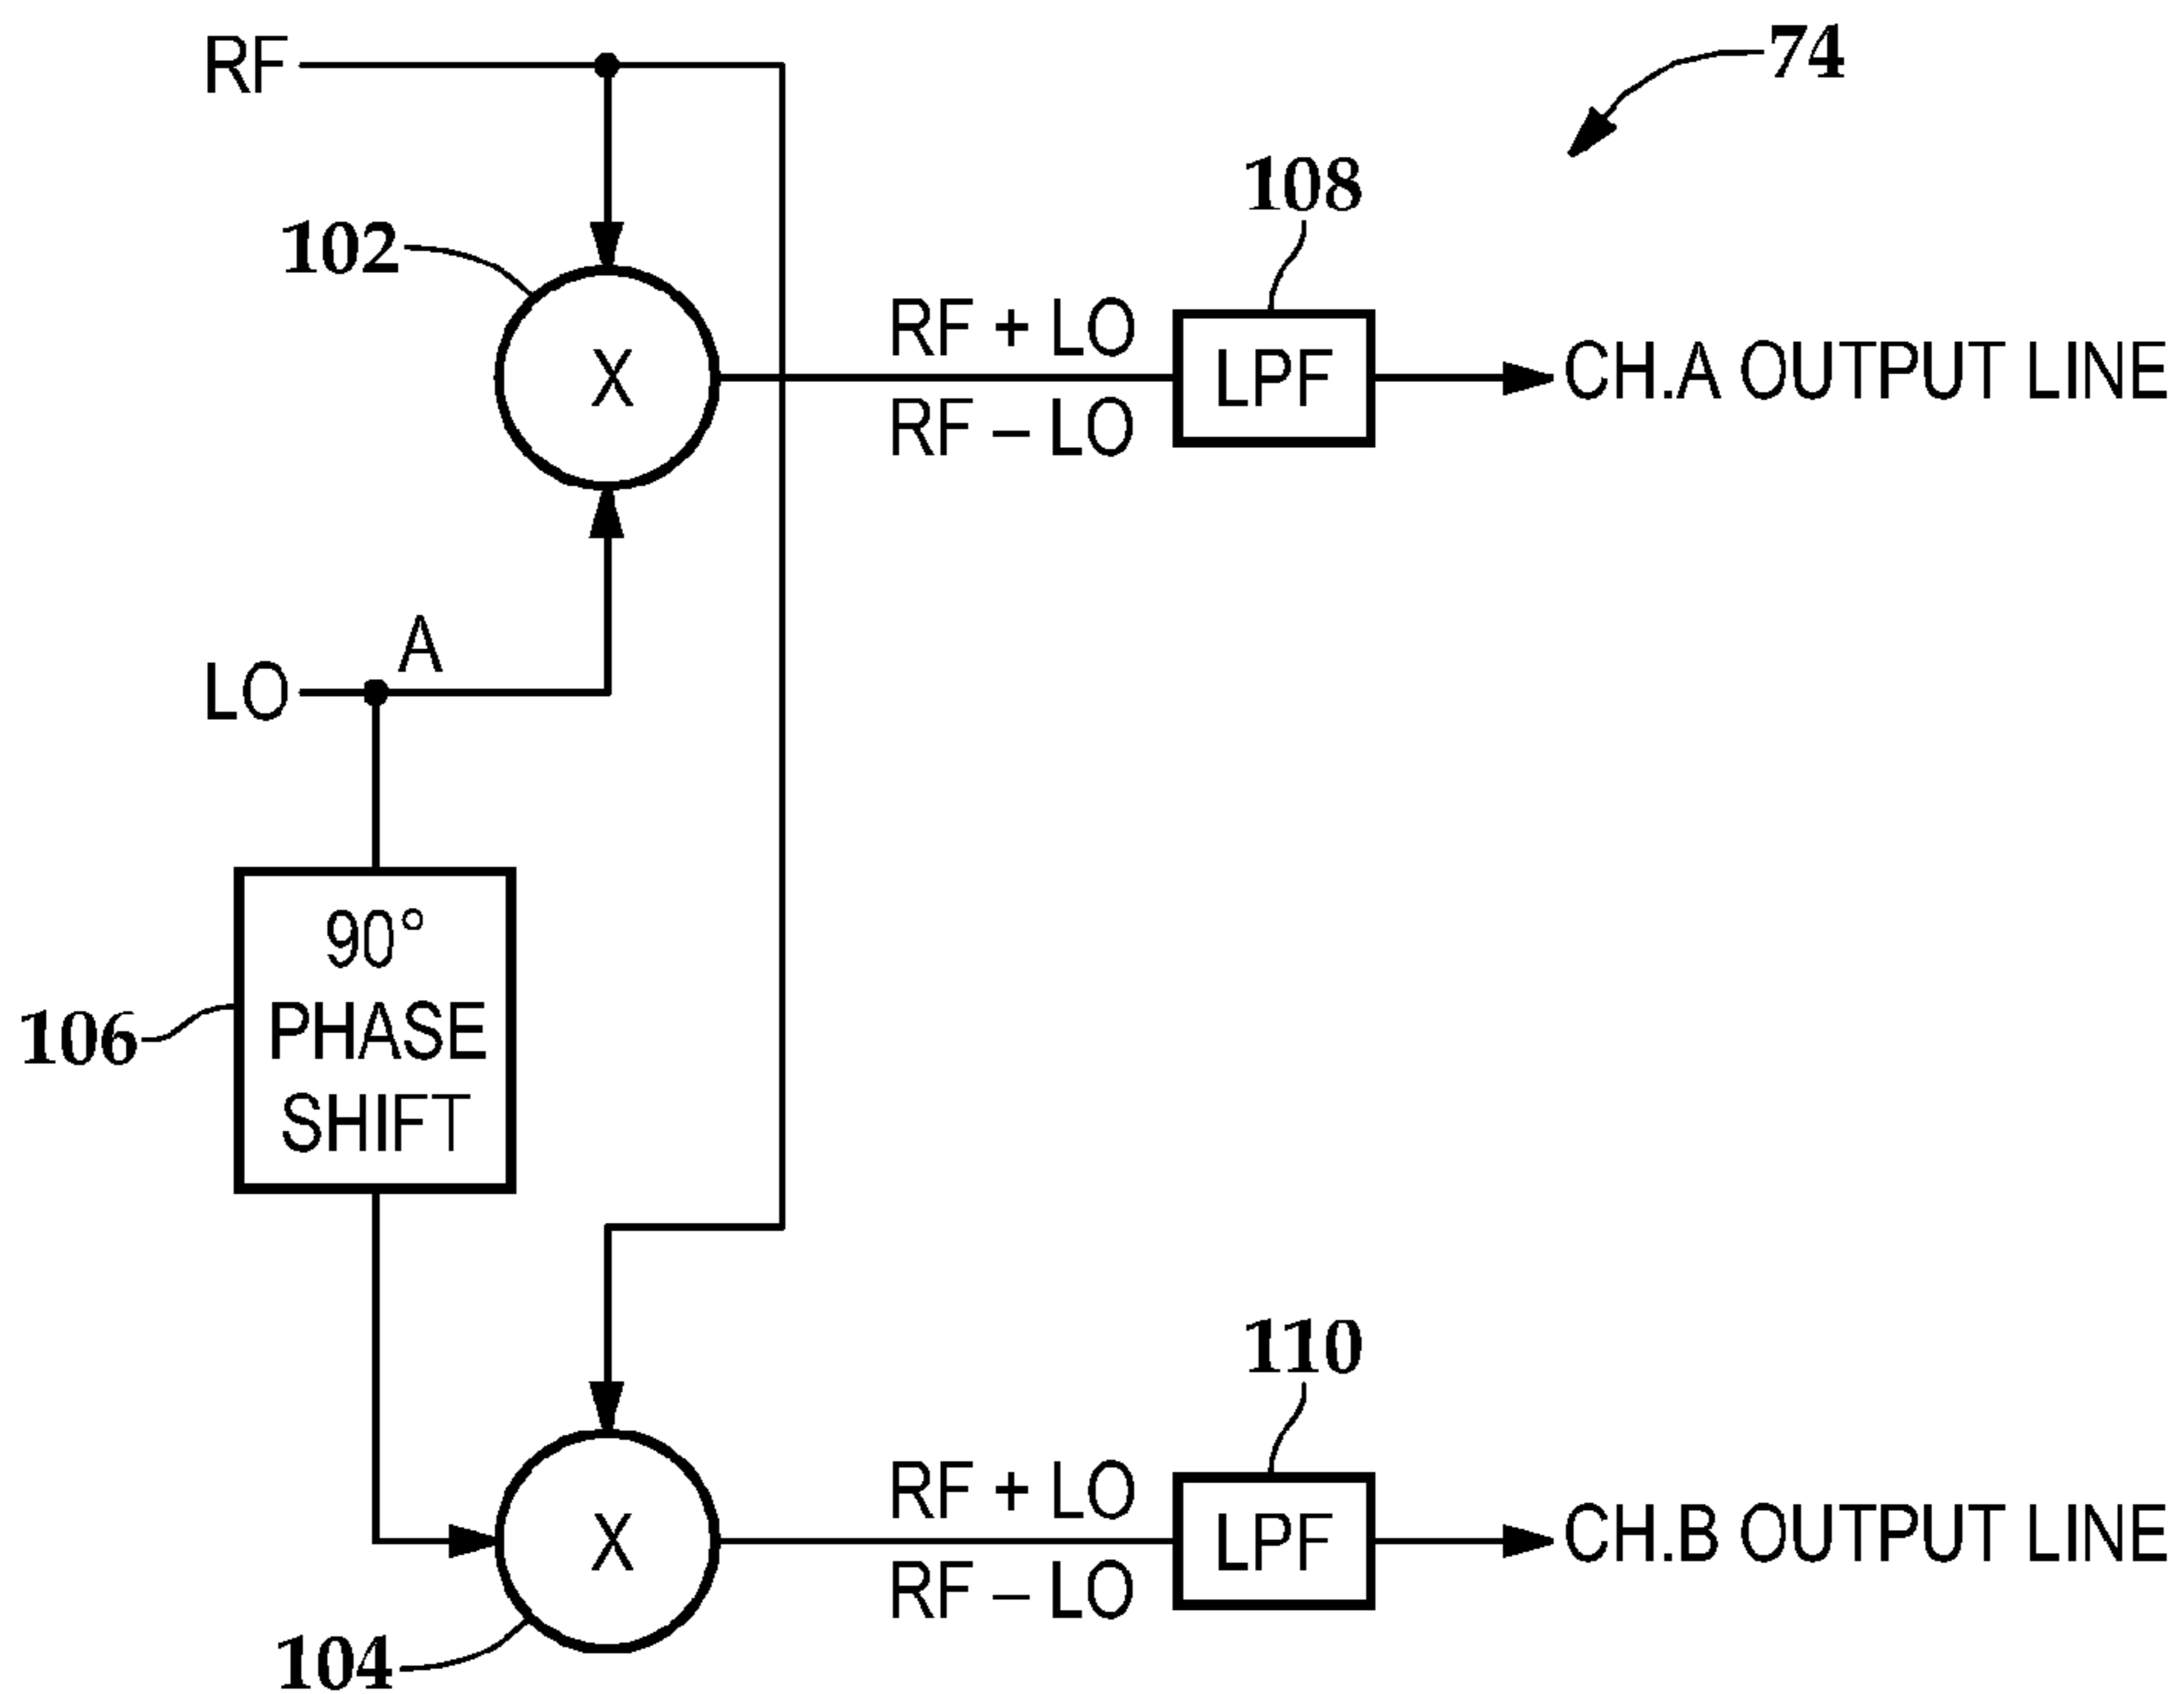 RF
74
108
102
RF + LO
X
LPF
CH.A OUTPUT LINE
RF – LO
A
LO
90°
PHASE
SHIFT
106
110
RF + LO
X
LPF
CH.B OUTPUT LINE
RF – LO
104